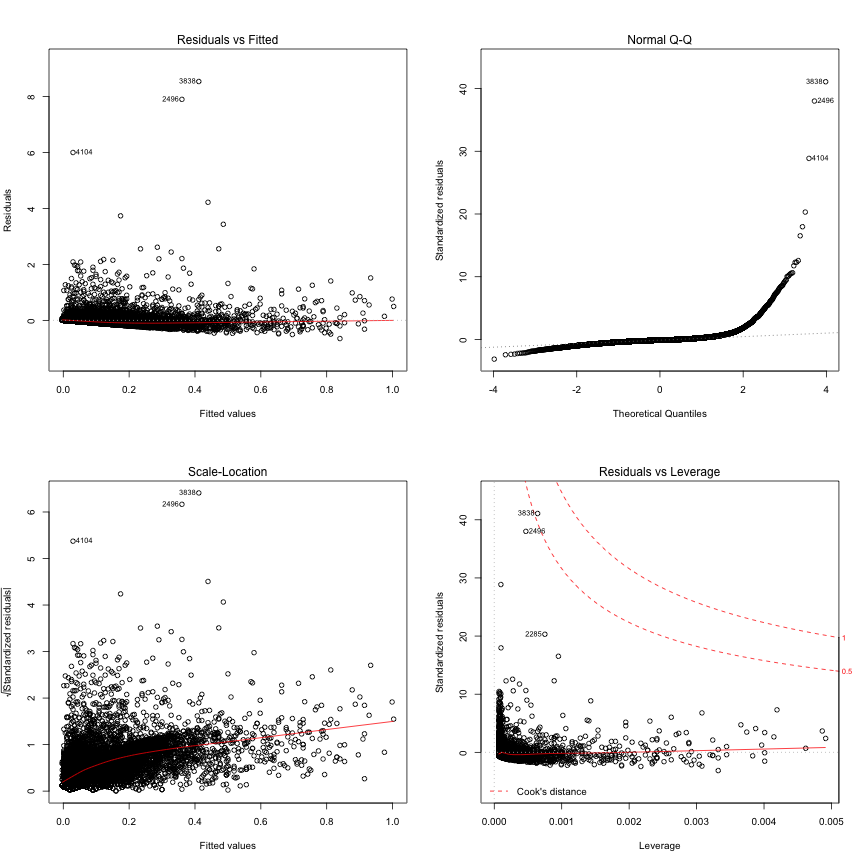 Residuals vs Fitted
Residuals
8
6
4
2
0
3838
2496
4104
0.0 0.2 0.4 0.6 0.8 1.0
Fitted values
Normal Q-Q
Standardized residuals
40
30
20
10
0
3838
2496
4104
-4 -2 0 2 4
Theoretical Quantiles
Scale-Location
√|Standardized residuals|
6
5
4
3
2
1
0
3838
2496
4104
0.0 0.2 0.4 0.6 0.8 1.0
Fitted values
Residuals vs Leverage
Standardized residuals
40
30
20
10
0
3838
2496
2285
1
0.5
Cook's distance
0.000 0.001 0.002 0.003 0.004 0.005
Leverage